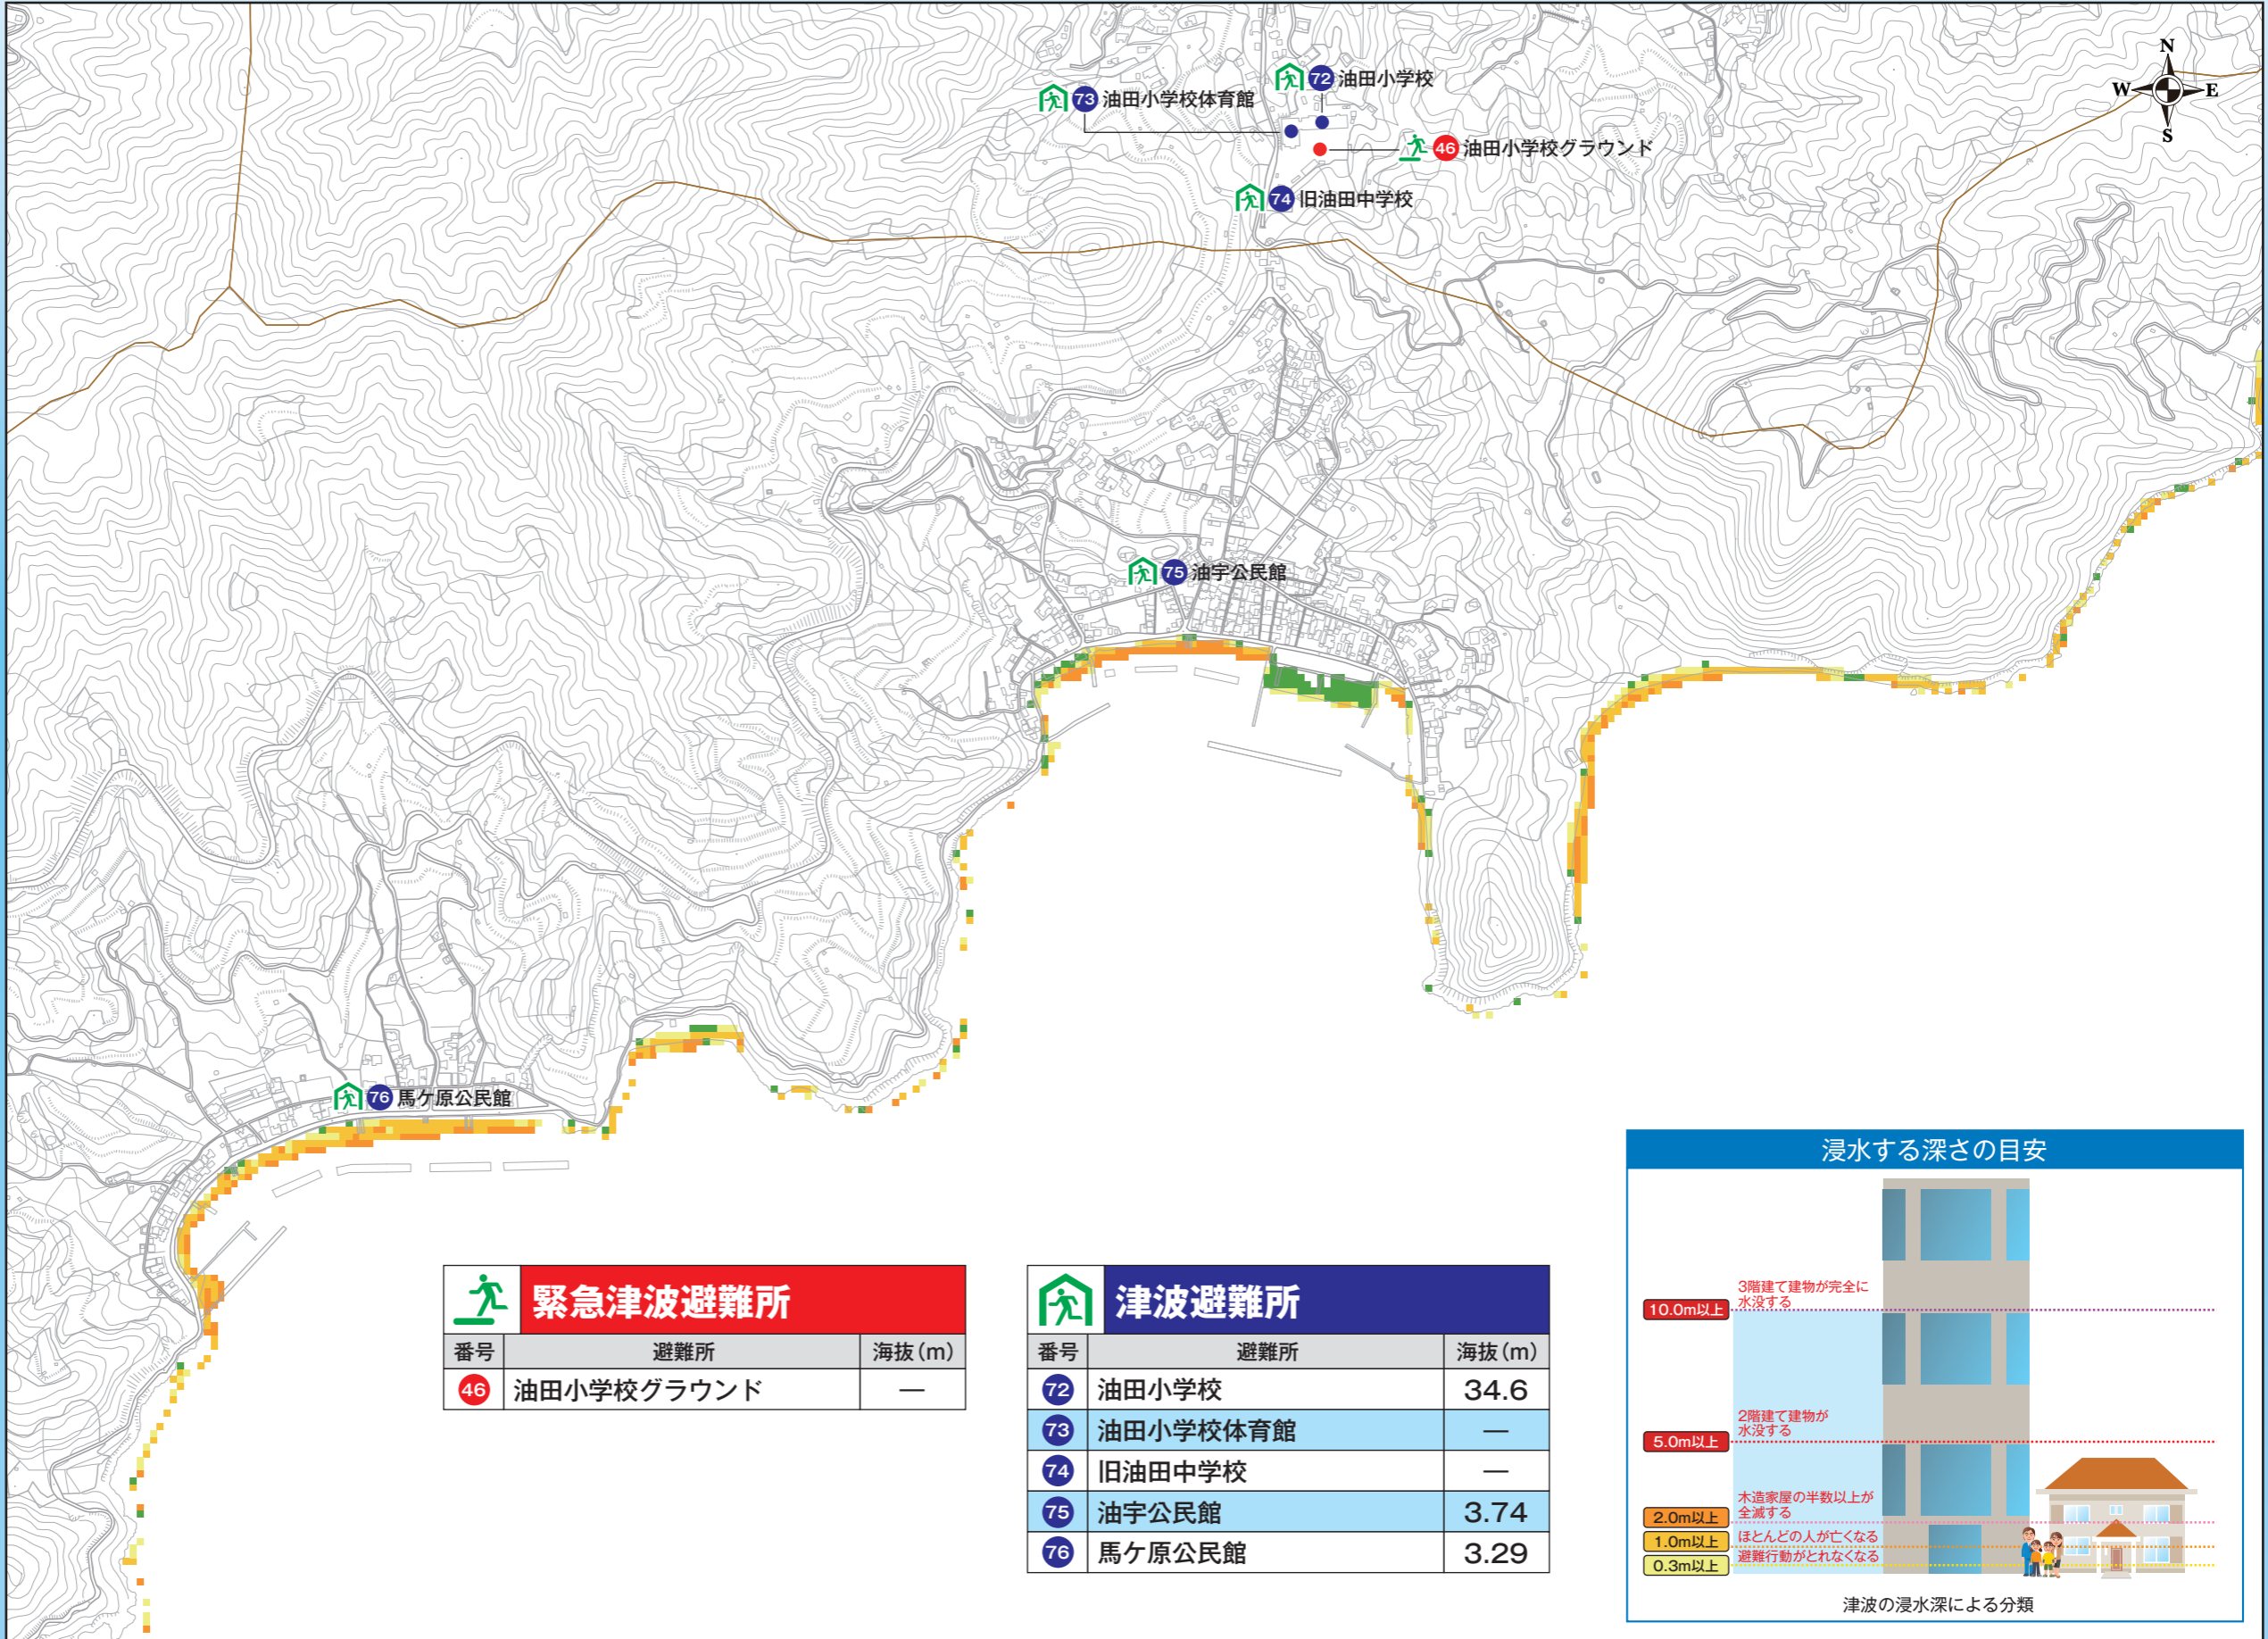 N
W E
S
72 油田小学校
73 油田小学校体育館
46 油田小学校グラウンド
74 旧油田中学校
75 油宇公民館
76 馬ケ原公民館
緊急津波避難所
番号 避難所 海抜(m)
46 油田小学校グラウンド —
津波避難所
番号 避難所 海抜(m)
72 油田小学校 34.6
73 油田小学校体育館 —
74 旧油田中学校 —
75 油宇公民館 3.74
76 馬ケ原公民館 3.29
浸水する深さの目安
3階建て建物が完全に
水没する
10.0m以上
2階建て建物が
水没する
5.0m以上
木造家屋の半数以上が
全滅する
2.0m以上
ほとんどの人が亡くなる
1.0m以上
避難行動がとれなくなる
0.3m以上
津波の浸水深による分類